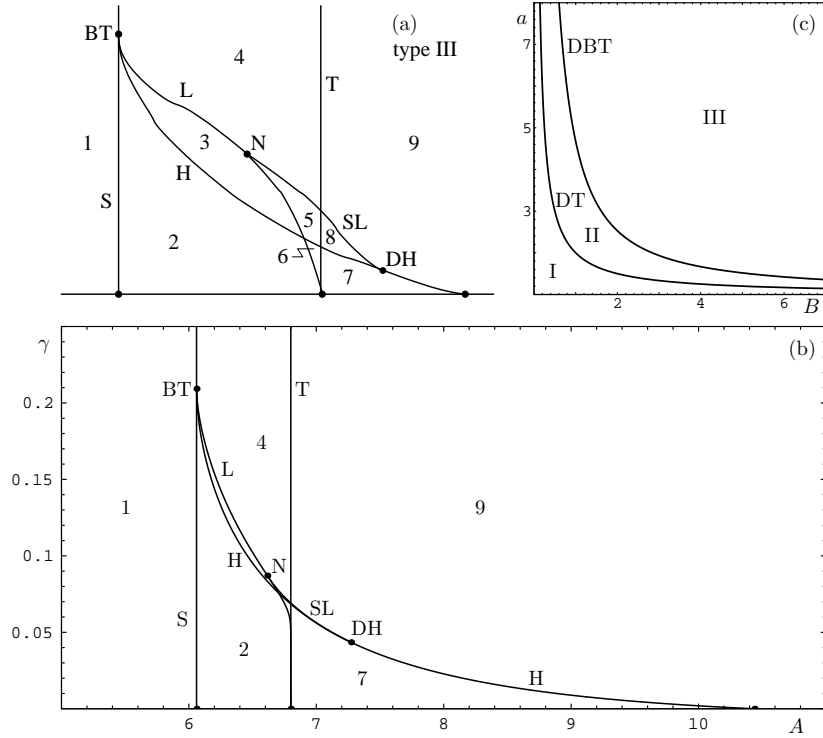 (a)
type III
BT
4
L
T
1
3
N
9
H
S
5
SL
2
8
6
7
DH
a
(c)
7
DBT
III
5
DT
3
II
I
2
4
6
B
γ
(b)
BT
T
0.2
4
L
0.15
1
9
0.1
H
N
S
SL
0.05
DH
2
7
H
6
7
8
9
10
A